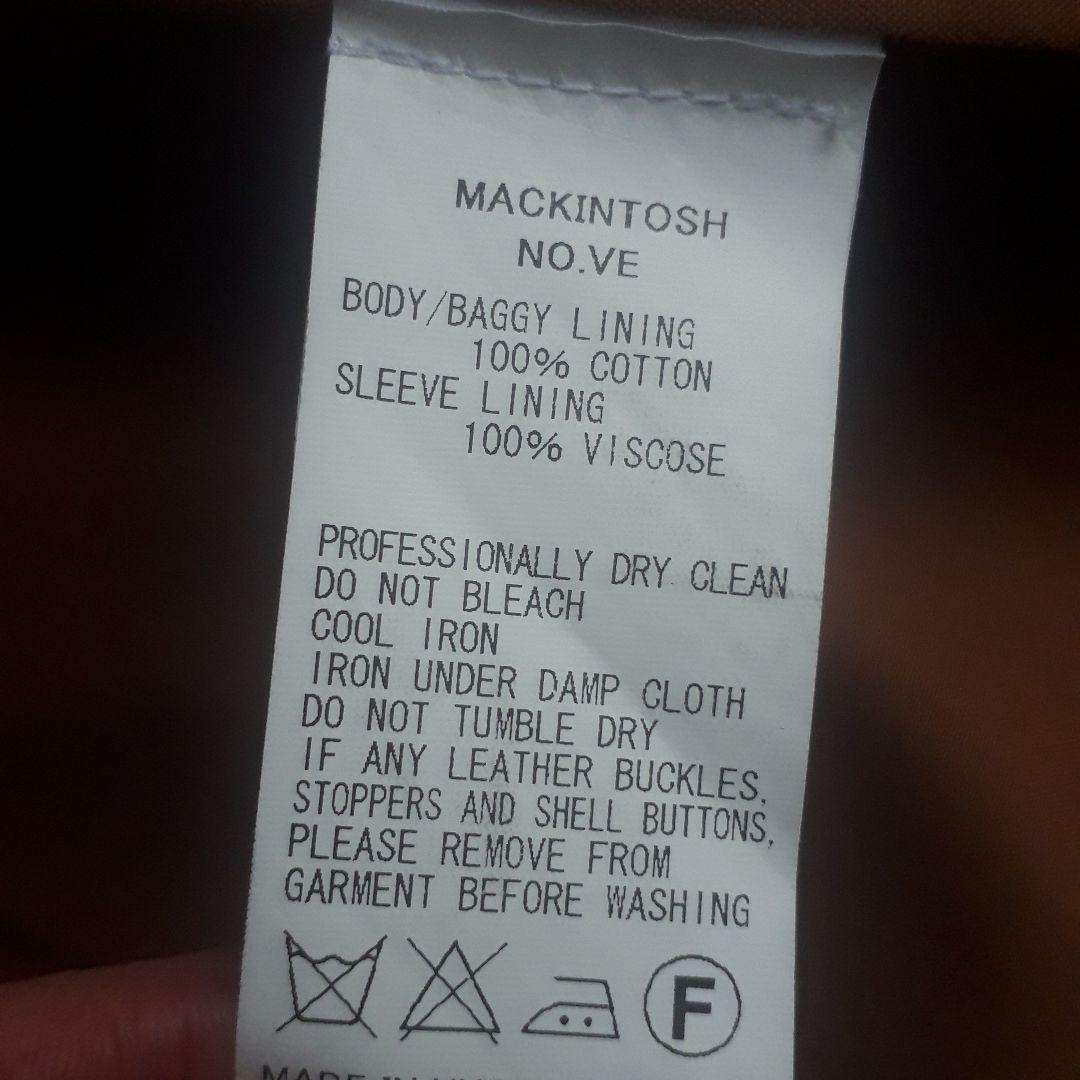 MACKINTOSH
NO.VE
BODY/BAGGY LINING
100% COTTON
SLEEVE LINING
100% VISCOSE
PROFESSIONALLY DRY CLEAN
DO NOT BLEACH
COOL IRON
IRON UNDER DAMP CLOTH
DO NOT TUMBLE DRY
IF ANY LEATHER BUCKLES,
STOPPERS AND SHELL BUTTONS,
PLEASE REMOVE FROM
GARMENT BEFORE WASHING
F
MADE IN